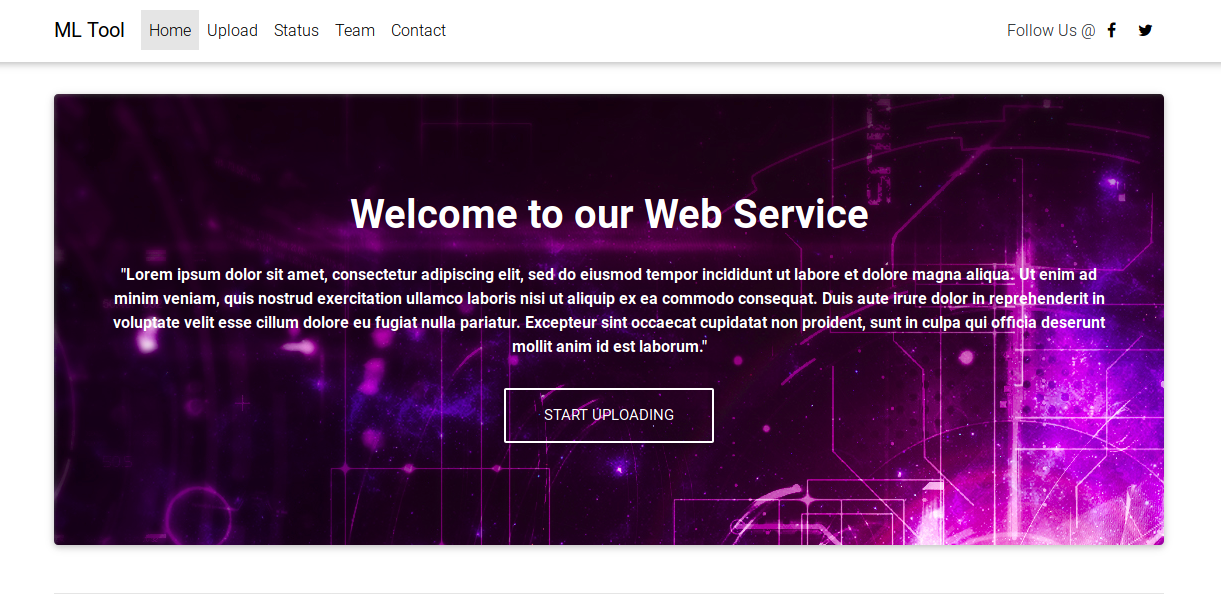 ML Tool Home Upload Status Team Contact Follow Us @
Welcome to our Web Service
"Lorem ipsum dolor sit amet, consectetur adipiscing elit, sed do eiusmod tempor incididunt ut labore et dolore magna aliqua. Ut enim ad
minim veniam, quis nostrud exercitation ullamco laboris nisi ut aliquip ex ea commodo consequat. Duis aute irure dolor in reprehenderit in
voluptate velit esse cillum dolore eu fugiat nulla pariatur. Excepteur sint occaecat cupidatat non proident, sunt in culpa qui officia deserunt
mollit anim id est laborum."
START UPLOADING